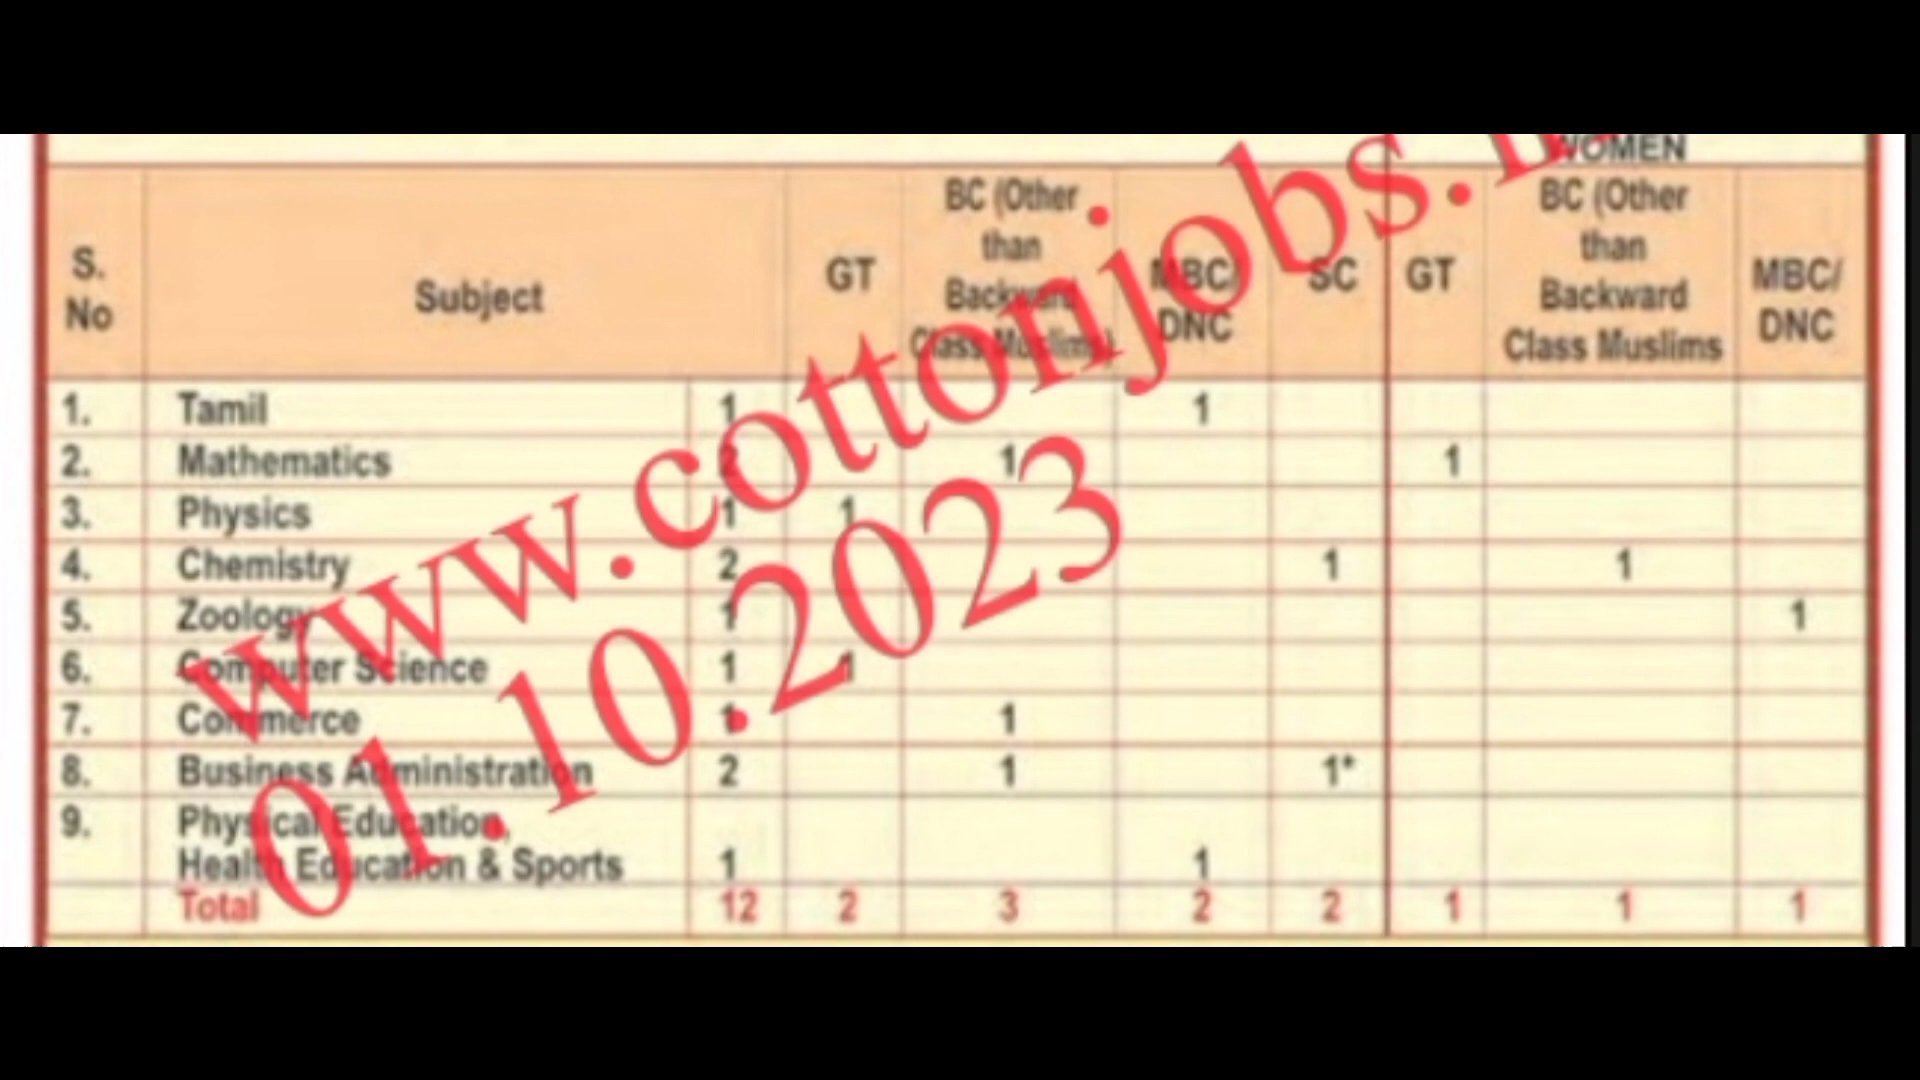 WOMEN
S. No Subject GT BC (Other than Backward Class Muslims) MBC/ DNC SC GT BC (Other than Backward Class Muslims MBC/ DNC
1. Tamil 1 1
2. Mathematics 2 1 1
3. Physics 1 1
4. Chemistry 2 1 1
5. Zoology 1 1
6. Computer Science 1 1
7. Commerce 1 1
8. Business Administration 2 1 1*
9. Physical Education,
Health Education & Sports 1 1
Total 12 2 3 2 2 1 1 1
www.cottonjobs.
01.10.2023